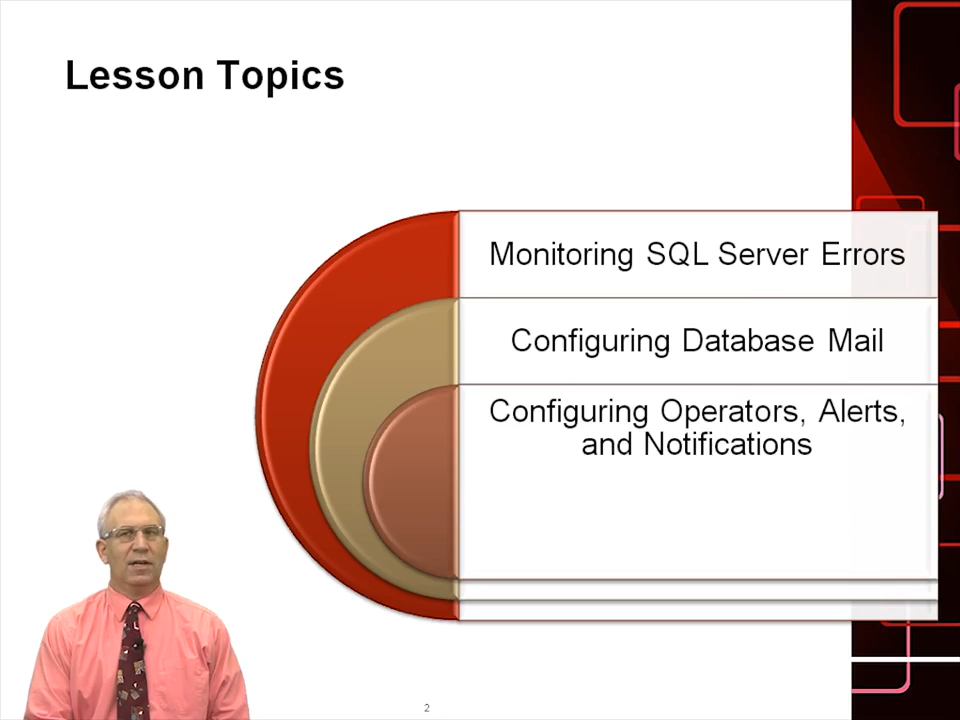 Lesson Topics
Monitoring SQL Server Errors
Configuring Database Mail
Configuring Operators, Alerts,
and Notifications
2